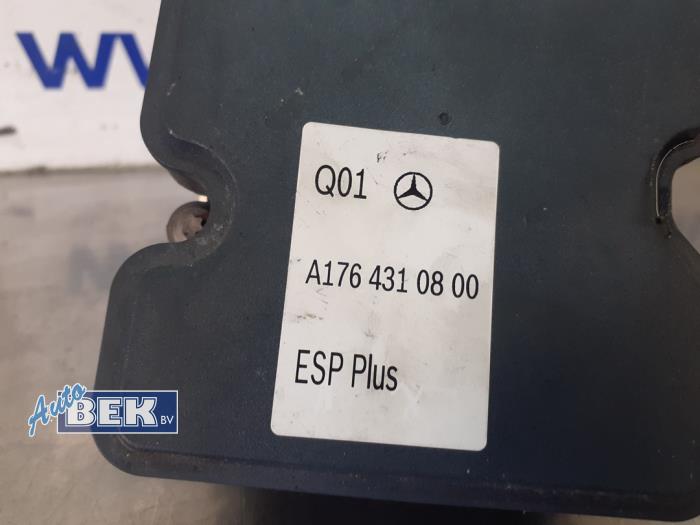 Q01
A176 431 08 00
ESP Plus
Auto
BEK BV